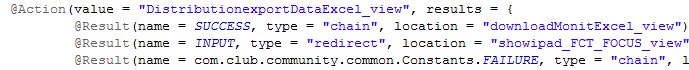 @Action(value = "DistributionexportDataExcel_view", results = {
@Result(name = SUCCESS, type = "chain", location = "downloadMonitExcel_view")
@Result(name = INPUT, type = "redirect", location = "showipad_FCT_FOCUS_view"
@Result(name = com.club.community.common.Constants.FAILURE, type = "chain", l